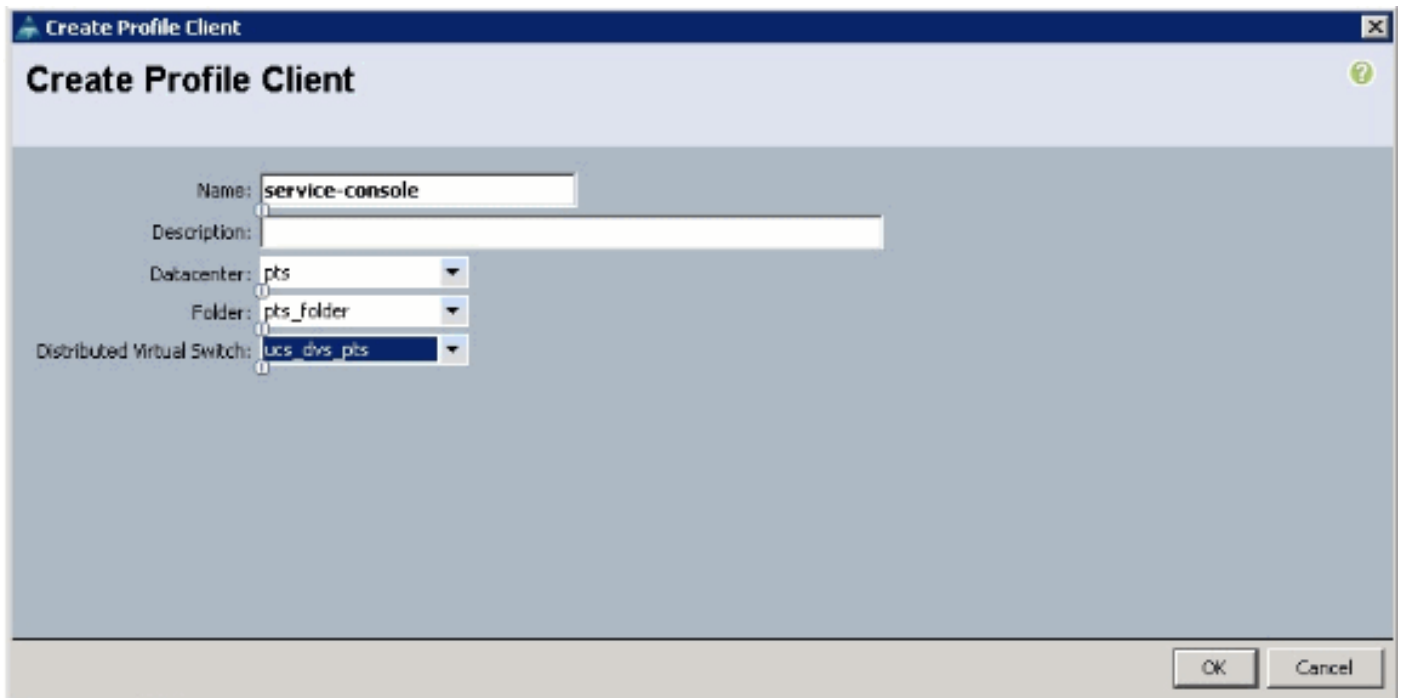 Create Profile Client
Create Profile Client
?
Name: service-console
Description:
Datacenter: pts
Folder: pts_folder
Distributed Virtual Switch: ucs_dvs_pts
OK Cancel